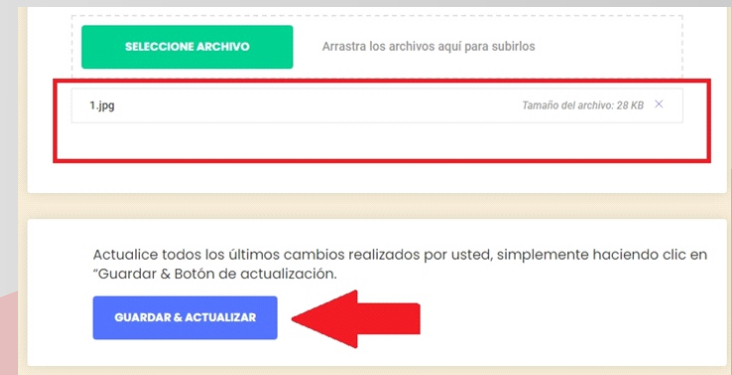 SELECCIONE ARCHIVO Arrastra los archivos aquí para subirlos
1.jpg Tamaño del archivo: 28 KB ×
Actualice todos los últimos cambios realizados por usted, simplemente haciendo clic en
“Guardar & Botón de actualización.
GUARDAR & ACTUALIZAR